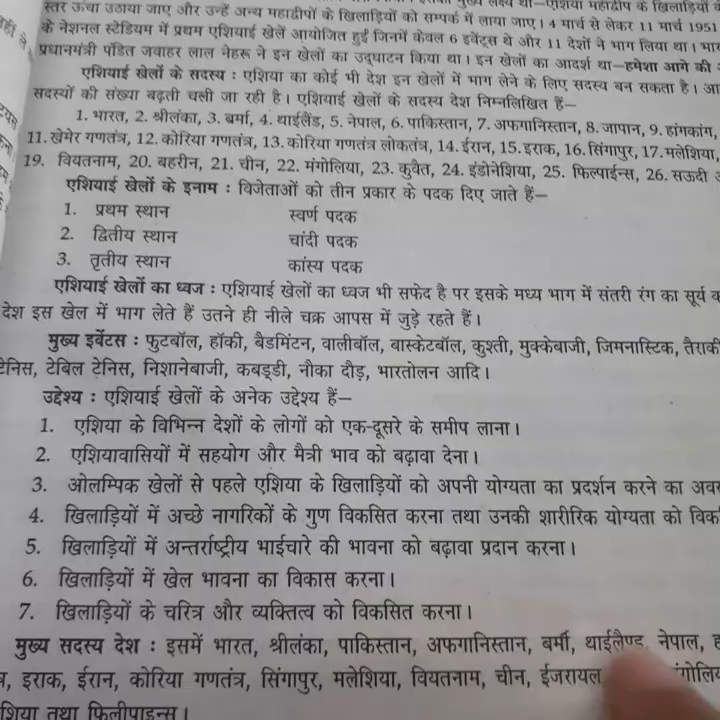 स्तर ऊंचा उठाया जाए और उन्हें अन्य महाद्वीपों के खिलाड़ियों को सम्पर्क में लाया जाए। 4 मार्च से लेकर 11 मार्च 1951
के नेशनल स्टेडियम में प्रथम एशियाई खेलें आयोजित हुईं जिनमें केवल 6 इवेंट्स थे और 11 देशों ने भाग लिया था।
प्रधानमंत्री पंडित जवाहर लाल नेहरू ने इन खेलों का उद्घाटन किया था। इन खेलों का आदर्श था—हमेशा आगे की
एशियाई खेलों के सदस्य : एशिया का कोई भी देश इन खेलों में भाग लेने के लिए सदस्य बन सकता है।
सदस्यों की संख्या बढ़ती चली जा रही है। एशियाई खेलों के सदस्य देश निम्नलिखित हैं—
1. भारत, 2. श्रीलंका, 3. बर्मा, 4. थाईलैंड, 5. नेपाल, 6. पाकिस्तान, 7. अफगानिस्तान, 8. जापान, 9. हांगकांग,
11. खेमेर गणतंत्र, 12. कोरिया गणतंत्र, 13. कोरिया गणतंत्र लोकतंत्र, 14. ईरान, 15. इराक, 16. सिंगापुर, 17. मलेशिया,
19. वियतनाम, 20. बहरीन, 21. चीन, 22. मंगोलिया, 23. कुवैत, 24. इंडोनेशिया, 25. फिल्पाईन्स, 26. सऊदी
एशियाई खेलों के इनाम : विजेताओं को तीन प्रकार के पदक दिए जाते हैं—
1. प्रथम स्थान स्वर्ण पदक
2. द्वितीय स्थान चांदी पदक
3. तृतीय स्थान कांस्य पदक
एशियाई खेलों का ध्वज : एशियाई खेलों का ध्वज भी सफेद है पर इसके मध्य भाग में संतरी रंग का सूर्य
देश इस खेल में भाग लेते हैं उतने ही नीले चक्र आपस में जुड़े रहते हैं।
मुख्य इवेंटस : फुटबॉल, हॉकी, बैडमिंटन, वालीबॉल, बास्केटबॉल, कुश्ती, मुक्केबाजी, जिमनास्टिक, तैराकी
टेनिस, टेबिल टेनिस, निशानेबाजी, कबड्डी, नौका दौड़, भारतोलन आदि।
उद्देश्य : एशियाई खेलों के अनेक उद्देश्य हैं—
1. एशिया के विभिन्न देशों के लोगों को एक-दूसरे के समीप लाना।
2. एशियावासियों में सहयोग और मैत्री भाव को बढ़ावा देना।
3. ओलम्पिक खेलों से पहले एशिया के खिलाड़ियों को अपनी योग्यता का प्रदर्शन करने का
4. खिलाड़ियों में अच्छे नागरिकों के गुण विकसित करना तथा उनकी शारीरिक योग्यता को
5. खिलाड़ियों में अन्तर्राष्ट्रीय भाईचारे की भावना को बढ़ावा प्रदान करना।
6. खिलाड़ियों में खेल भावना का विकास करना।
7. खिलाड़ियों के चरित्र और व्यक्तित्व को विकसित करना।
मुख्य सदस्य देश : इसमें भारत, श्रीलंका, पाकिस्तान, अफगानिस्तान, बर्मा, थाईलैण्ड, नेपाल,
इराक, ईरान, कोरिया गणतंत्र, सिंगापुर, मलेशिया, वियतनाम, चीन, ईजरायल
तथा फिलीपाइन्स।